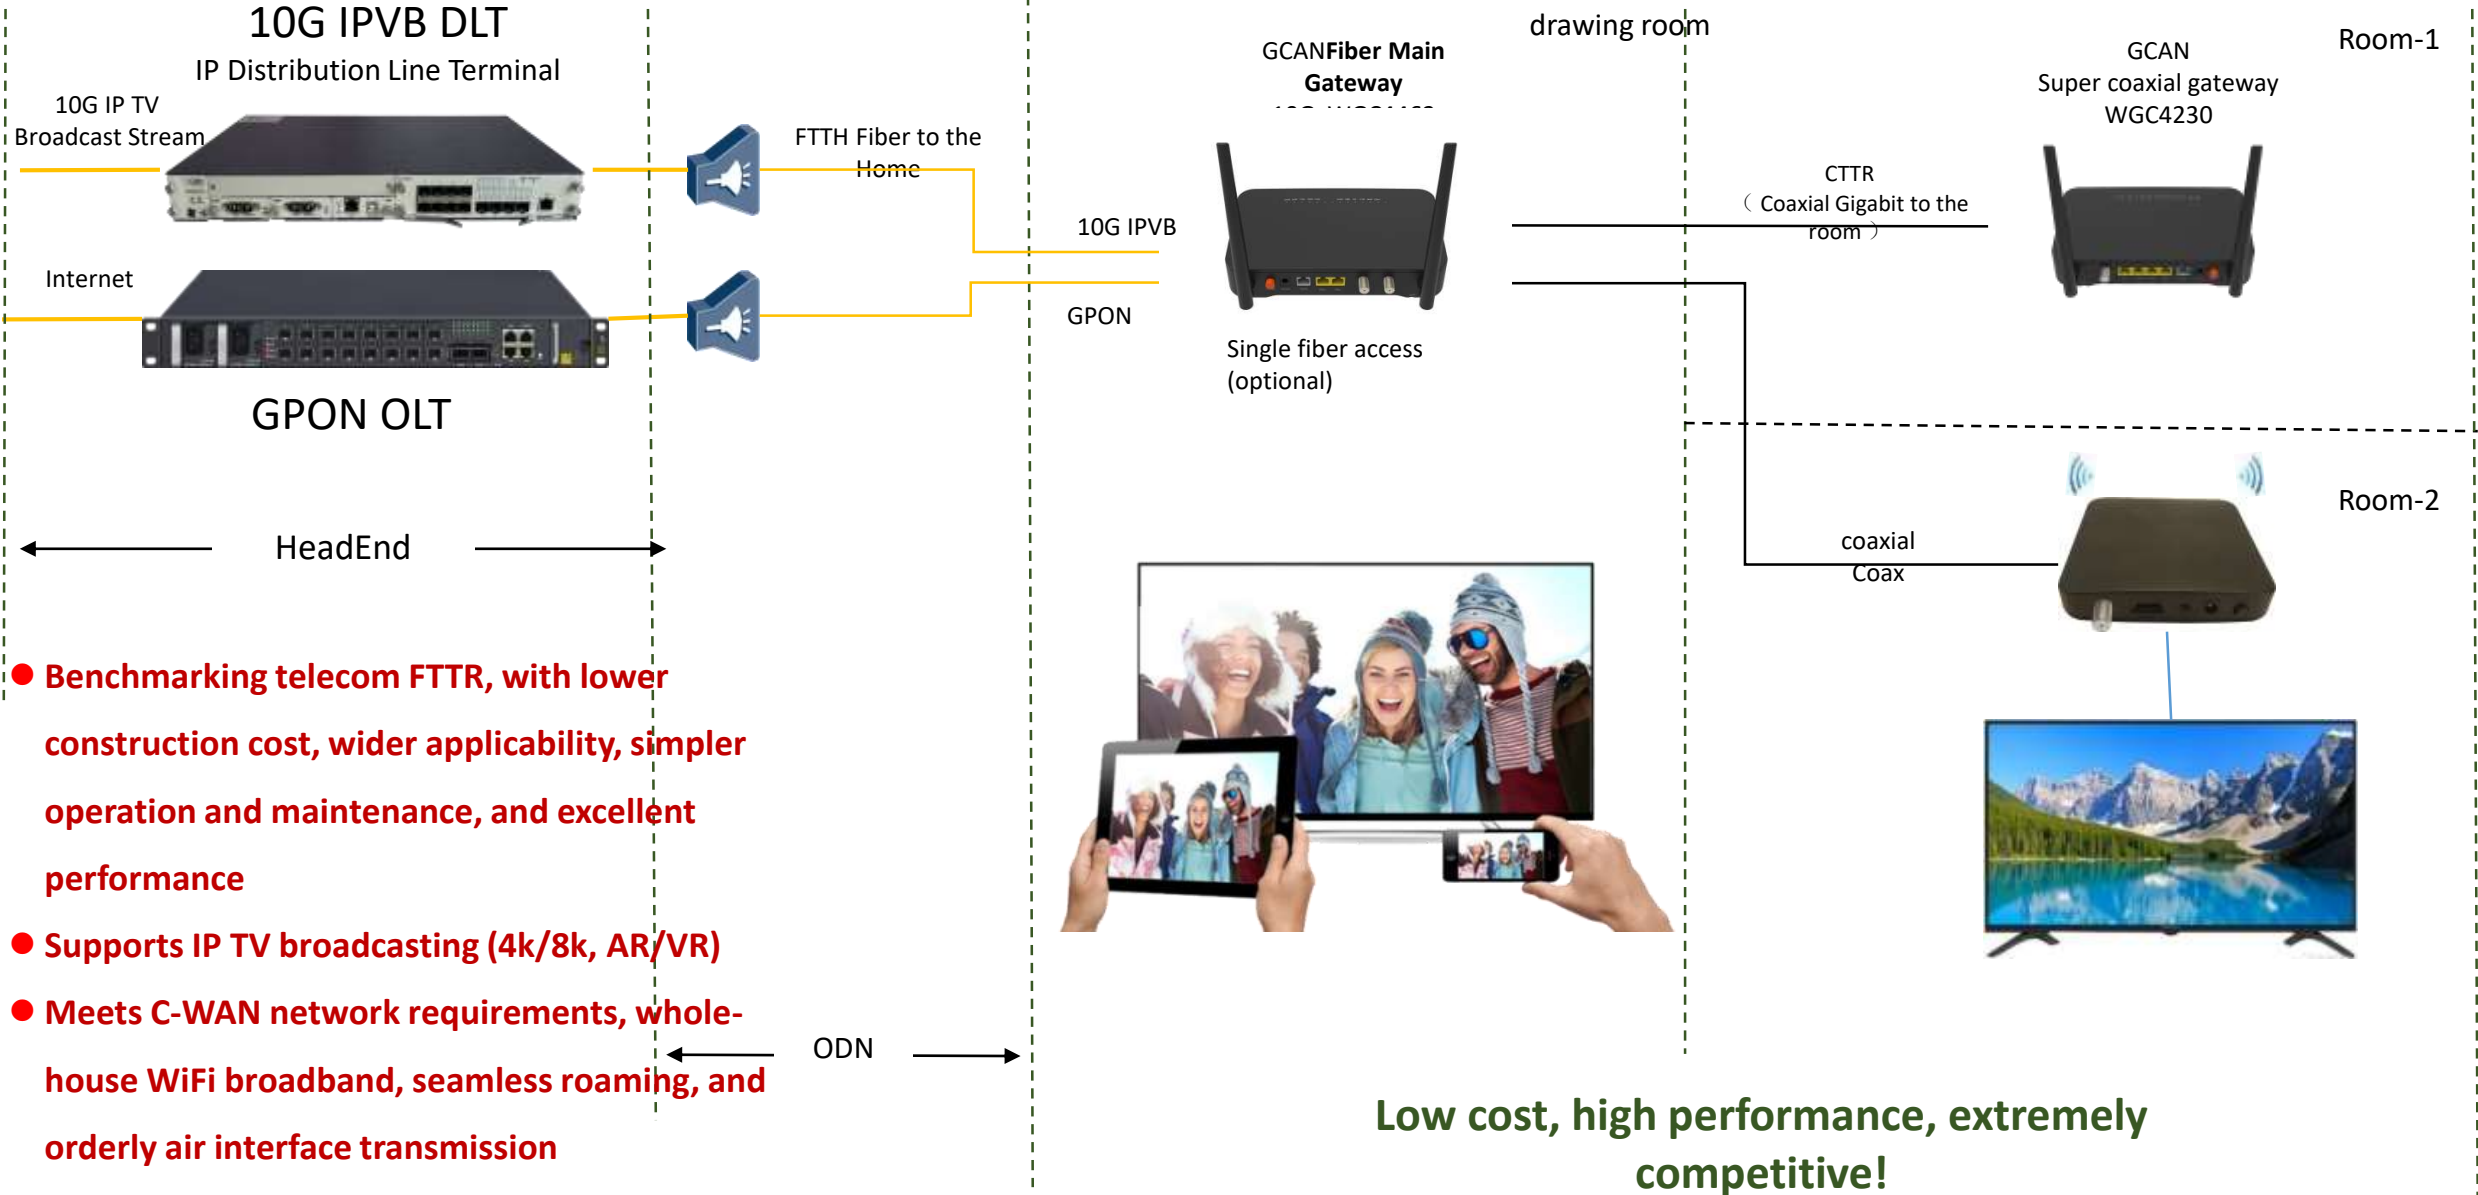 10G IPVB DLT
IP Distribution Line Terminal
10G IP TV
Broadcast Stream
Internet
GPON OLT
HeadEnd
FTTH Fiber to the
Home
ODN
drawing room
GCANFiber Main
Gateway
10G IPVB
GPON
Single fiber access
(optional)
Room-1
GCAN
Super coaxial gateway
WGC4230
CTTR
（ Coaxial Gigabit to the
room ）
Room-2
coaxial
Coax
● Benchmarking telecom FTTR, with lower
construction cost, wider applicability, simpler
operation and maintenance, and excellent
performance
● Supports IP TV broadcasting (4k/8k, AR/VR)
● Meets C-WAN network requirements, whole-
house WiFi broadband, seamless roaming, and
orderly air interface transmission
Low cost, high performance, extremely
competitive!